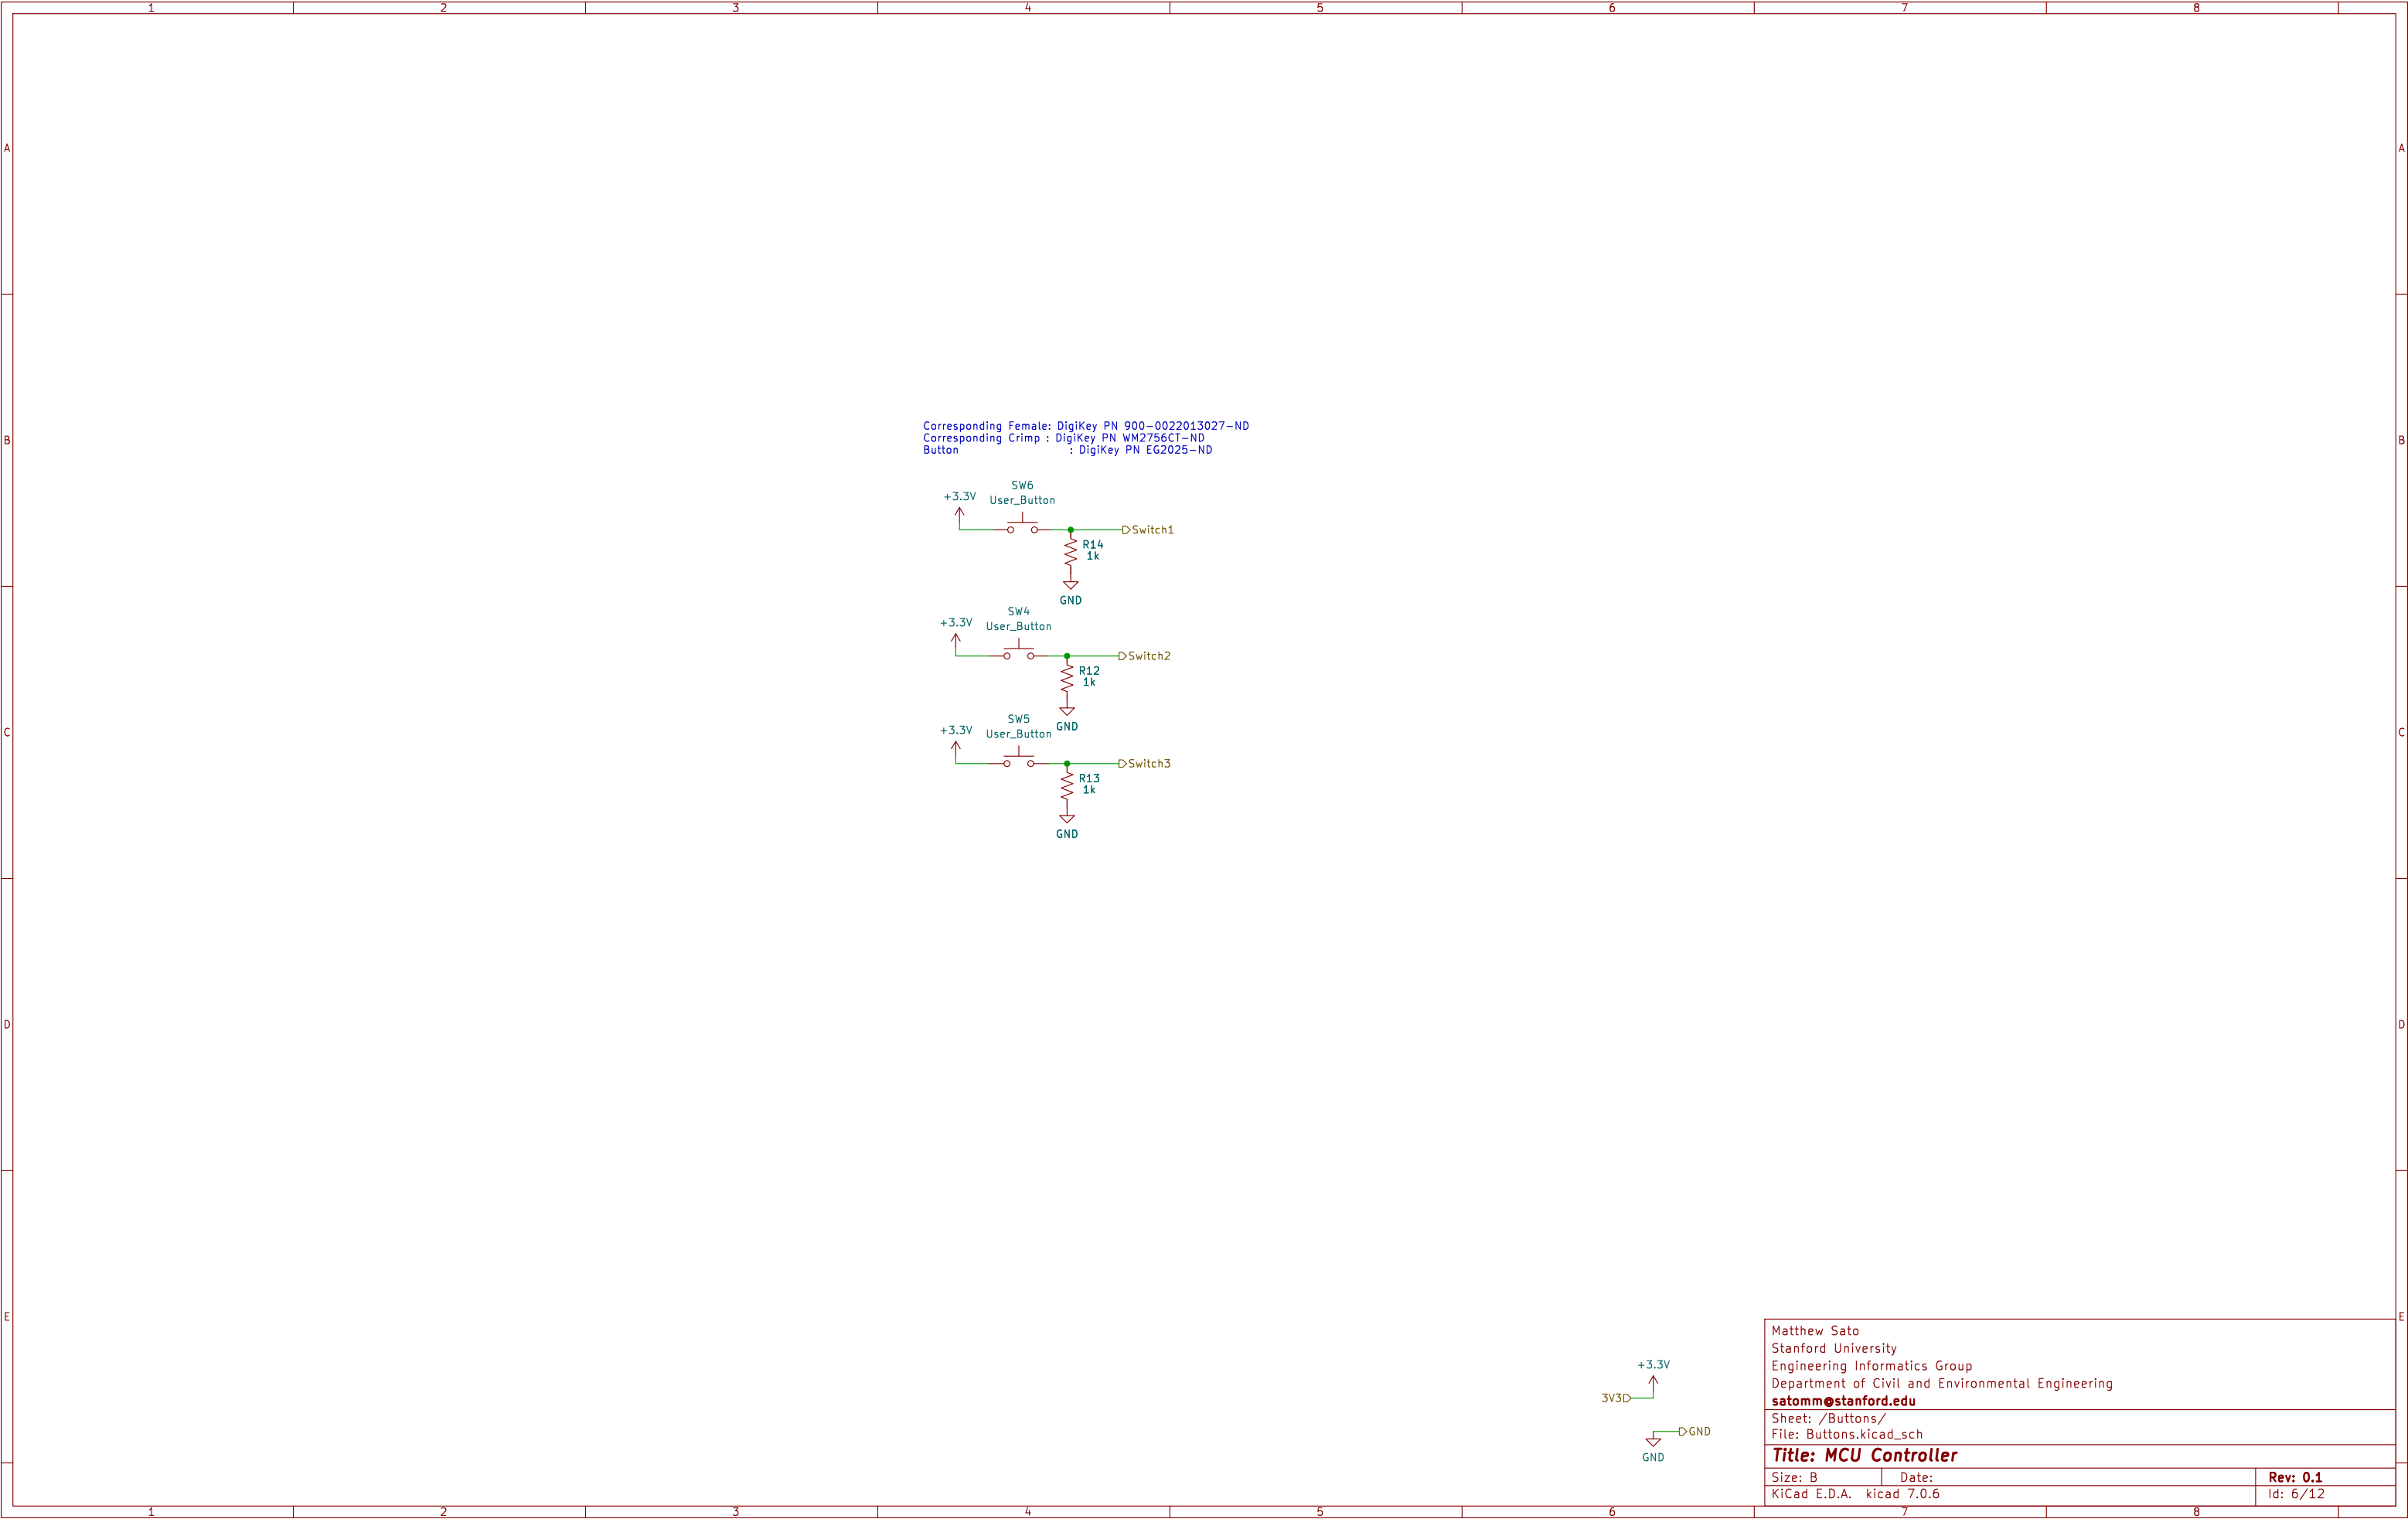 1 2 3 4 5 6 7 8
A A
B B
C C
D D
E E
Corresponding Female: DigiKey PN 900-0022013027-ND
Corresponding Crimp : DigiKey PN WM2756CT-ND
Button : DigiKey PN EG2025-ND
SW6
+3.3V User_Button
Switch1
R14
1k
GND
SW4
+3.3V User_Button
Switch2
R12
1k
GND
SW5
+3.3V User_Button
Switch3
R13
1k
GND
+3.3V
3V3
GND
GND
Matthew Sato
Stanford University
Engineering Informatics Group
Department of Civil and Environmental Engineering
satomm@stanford.edu
Sheet: /Buttons/
File: Buttons.kicad_sch
Title: MCU Controller
Size: B Date: Rev: 0.1
KiCad E.D.A. kicad 7.0.6 Id: 6/12
1 2 3 4 5 6 7 8